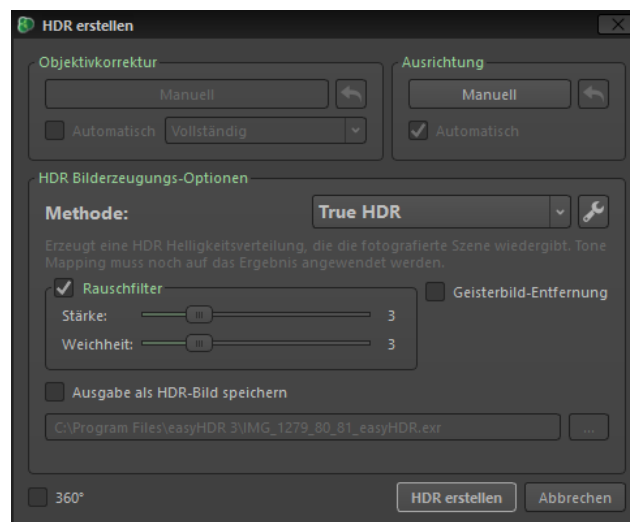 HDR erstellen
Objektivkorrektur
Manuell
Automatisch Vollständig
Ausrichtung
Manuell
Automatisch
HDR Bilderzeugungs-Optionen
Methode: True HDR
Erzeugt eine HDR Helligkeitsverteilung, die die fotografierte Szene wiedergibt. Tone
Mapping muss noch auf das Ergebnis angewendet werden.
Rauschfilter
Stärke: 3
Weichheit: 3
Geisterbild-Entfernung
Ausgabe als HDR-Bild speichern
C:\Program Files\easyHDR 3\IMG_1279_80_81_easyHDR.exr ...
360° HDR erstellen Abbrechen